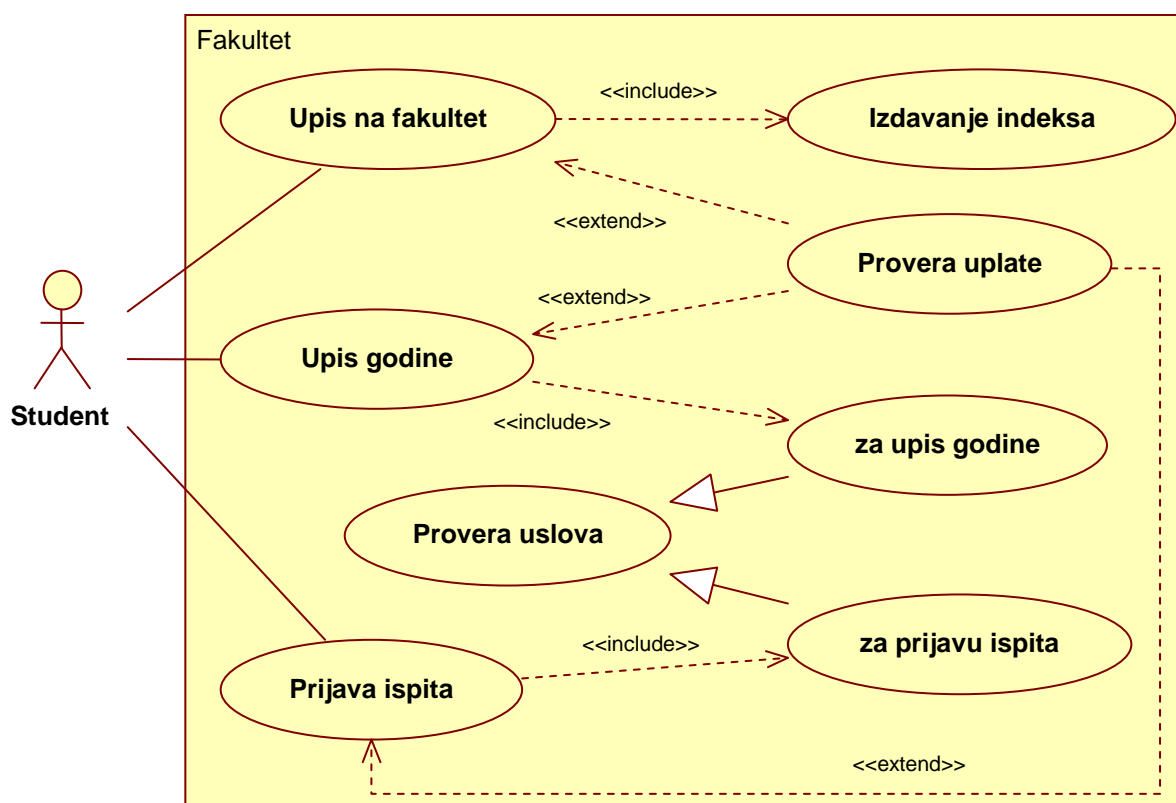 Fakultet
<<include>>
Upis na fakultet
Izdavanje indeksa
<<extend>>
Provera uplate
<<extend>>
Upis godine
Student
<<include>>
za upis godine
Provera uslova
<<include>>
za prijavu ispita
Prijava ispita
<<extend>>